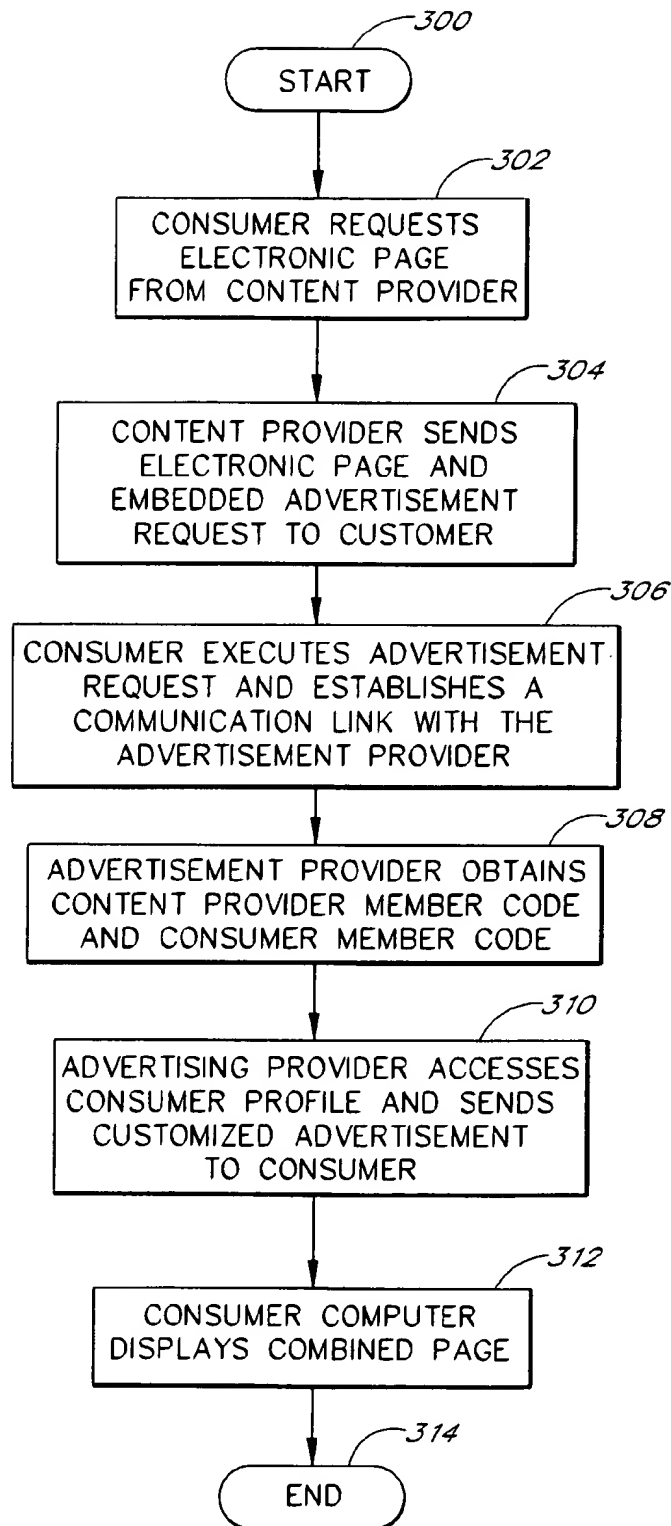 300
START
302
CONSUMER REQUESTS
ELECTRONIC PAGE
FROM CONTENT PROVIDER
304
CONTENT PROVIDER SENDS
ELECTRONIC PAGE AND
EMBEDDED ADVERTISEMENT
REQUEST TO CUSTOMER
306
CONSUMER EXECUTES ADVERTISEMENT
REQUEST AND ESTABLISHES A
COMMUNICATION LINK WITH THE
ADVERTISEMENT PROVIDER
308
ADVERTISEMENT PROVIDER OBTAINS
CONTENT PROVIDER MEMBER CODE
AND CONSUMER MEMBER CODE
310
ADVERTISING PROVIDER ACCESSES
CONSUMER PROFILE AND SENDS
CUSTOMIZED ADVERTISEMENT
TO CONSUMER
312
CONSUMER COMPUTER
DISPLAYS COMBINED PAGE
314
END